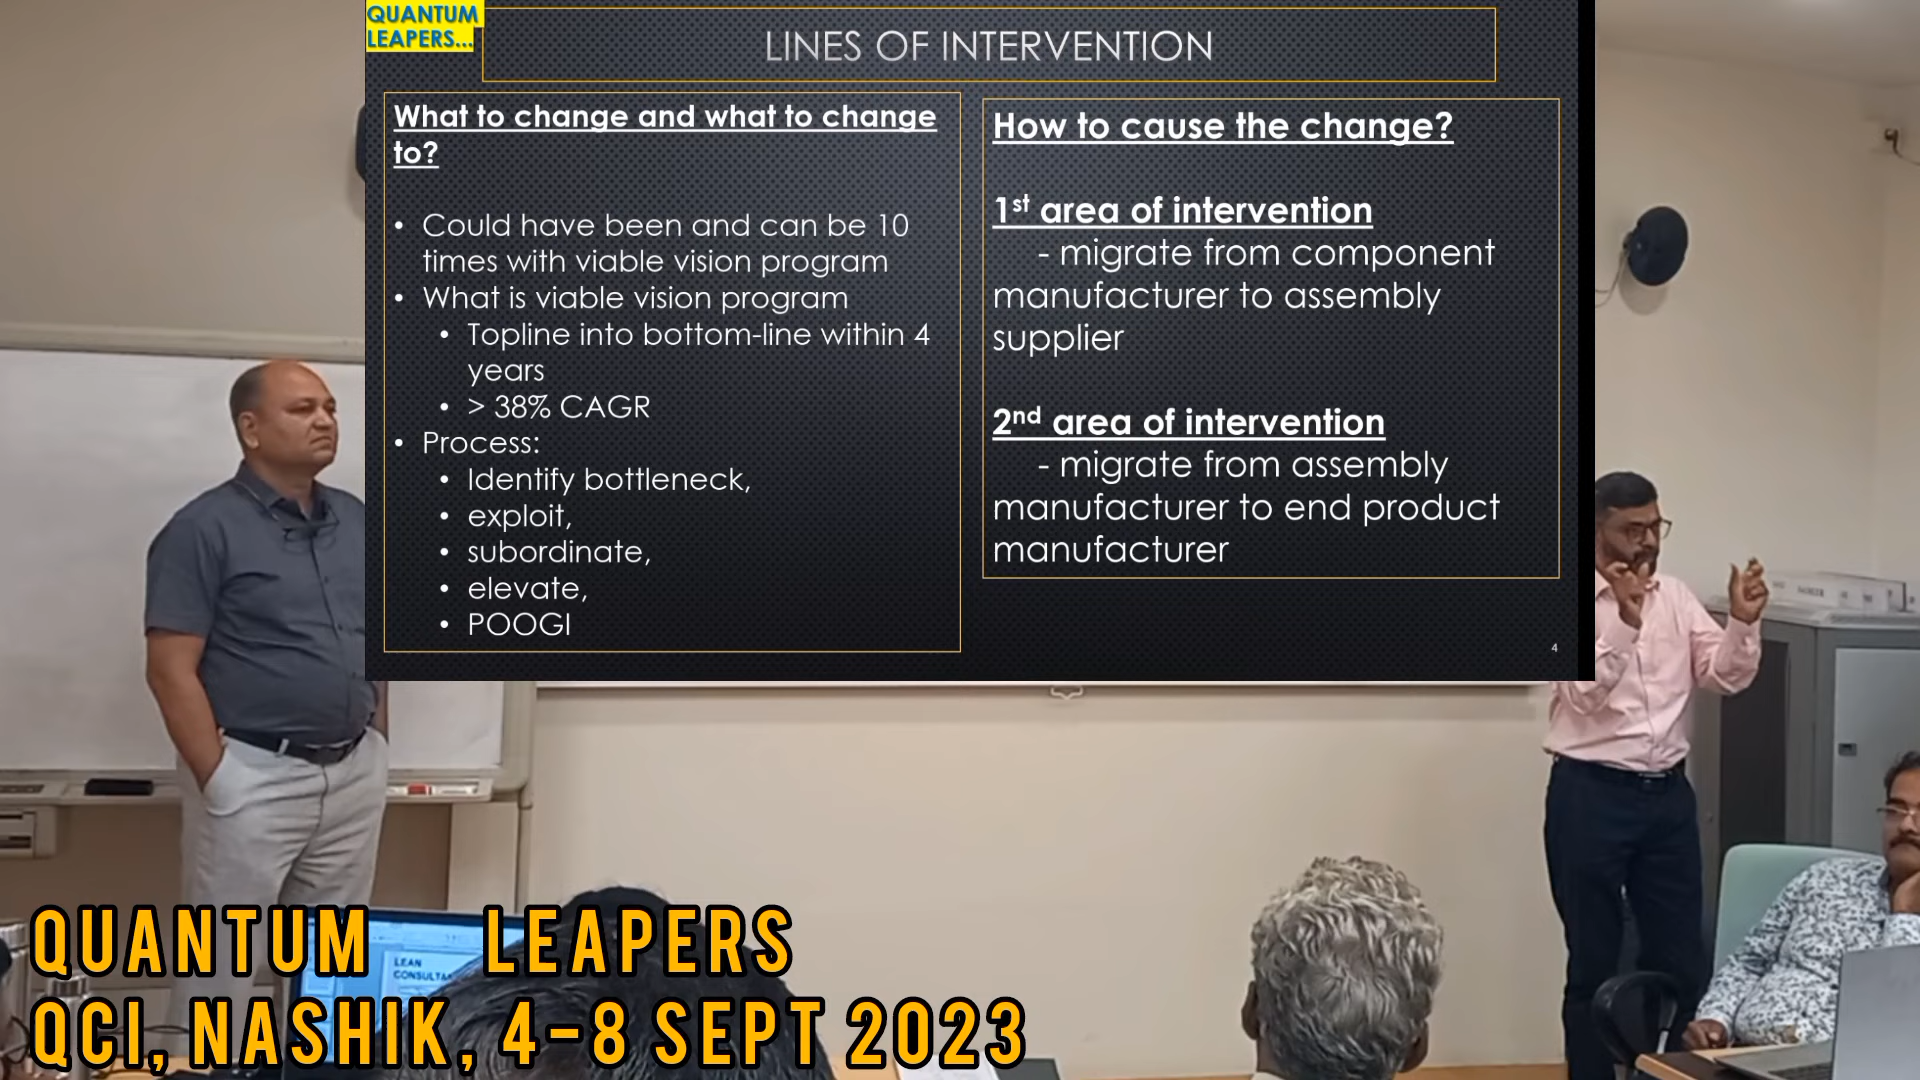 QUANTUM
LEAPERS...
LINES OF INTERVENTION
What to change and what to change
to?
• Could have been and can be 10
times with viable vision program
• What is viable vision program
• Topline into bottom-line within 4
years
• > 38% CAGR
• Process:
• Identify bottleneck,
• exploit,
• subordinate,
• elevate,
• POOGI
How to cause the change?
1st area of intervention
- migrate from component
manufacturer to assembly
supplier
2nd area of intervention
- migrate from assembly
manufacturer to end product
manufacturer
4
LEAN
QUANTUM LEAPERS
QCI, NASHIK, 4-8 SEPT 2023